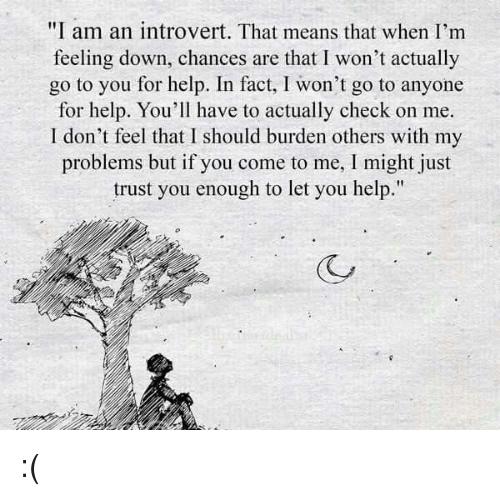 "I am an introvert. That means that when I'm
feeling down, chances are that I won't actually
go to you for help. In fact, I won't go to anyone
for help. You'll have to actually check on me.
I don't feel that I should burden others with my
problems but if you come to me, I might just
trust you enough to let you help."
:(